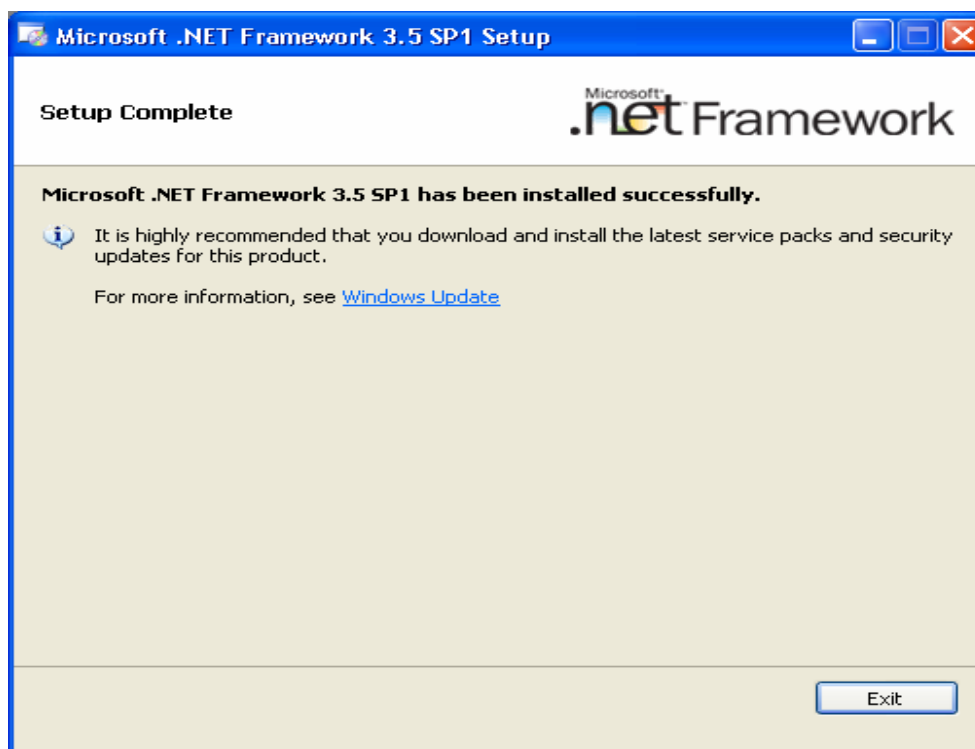 Microsoft .NET Framework 3.5 SP1 Setup
Setup Complete
Microsoft
.net Framework
Microsoft .NET Framework 3.5 SP1 has been installed successfully.
It is highly recommended that you download and install the latest service packs and security
updates for this product.
For more information, see Windows Update
Exit